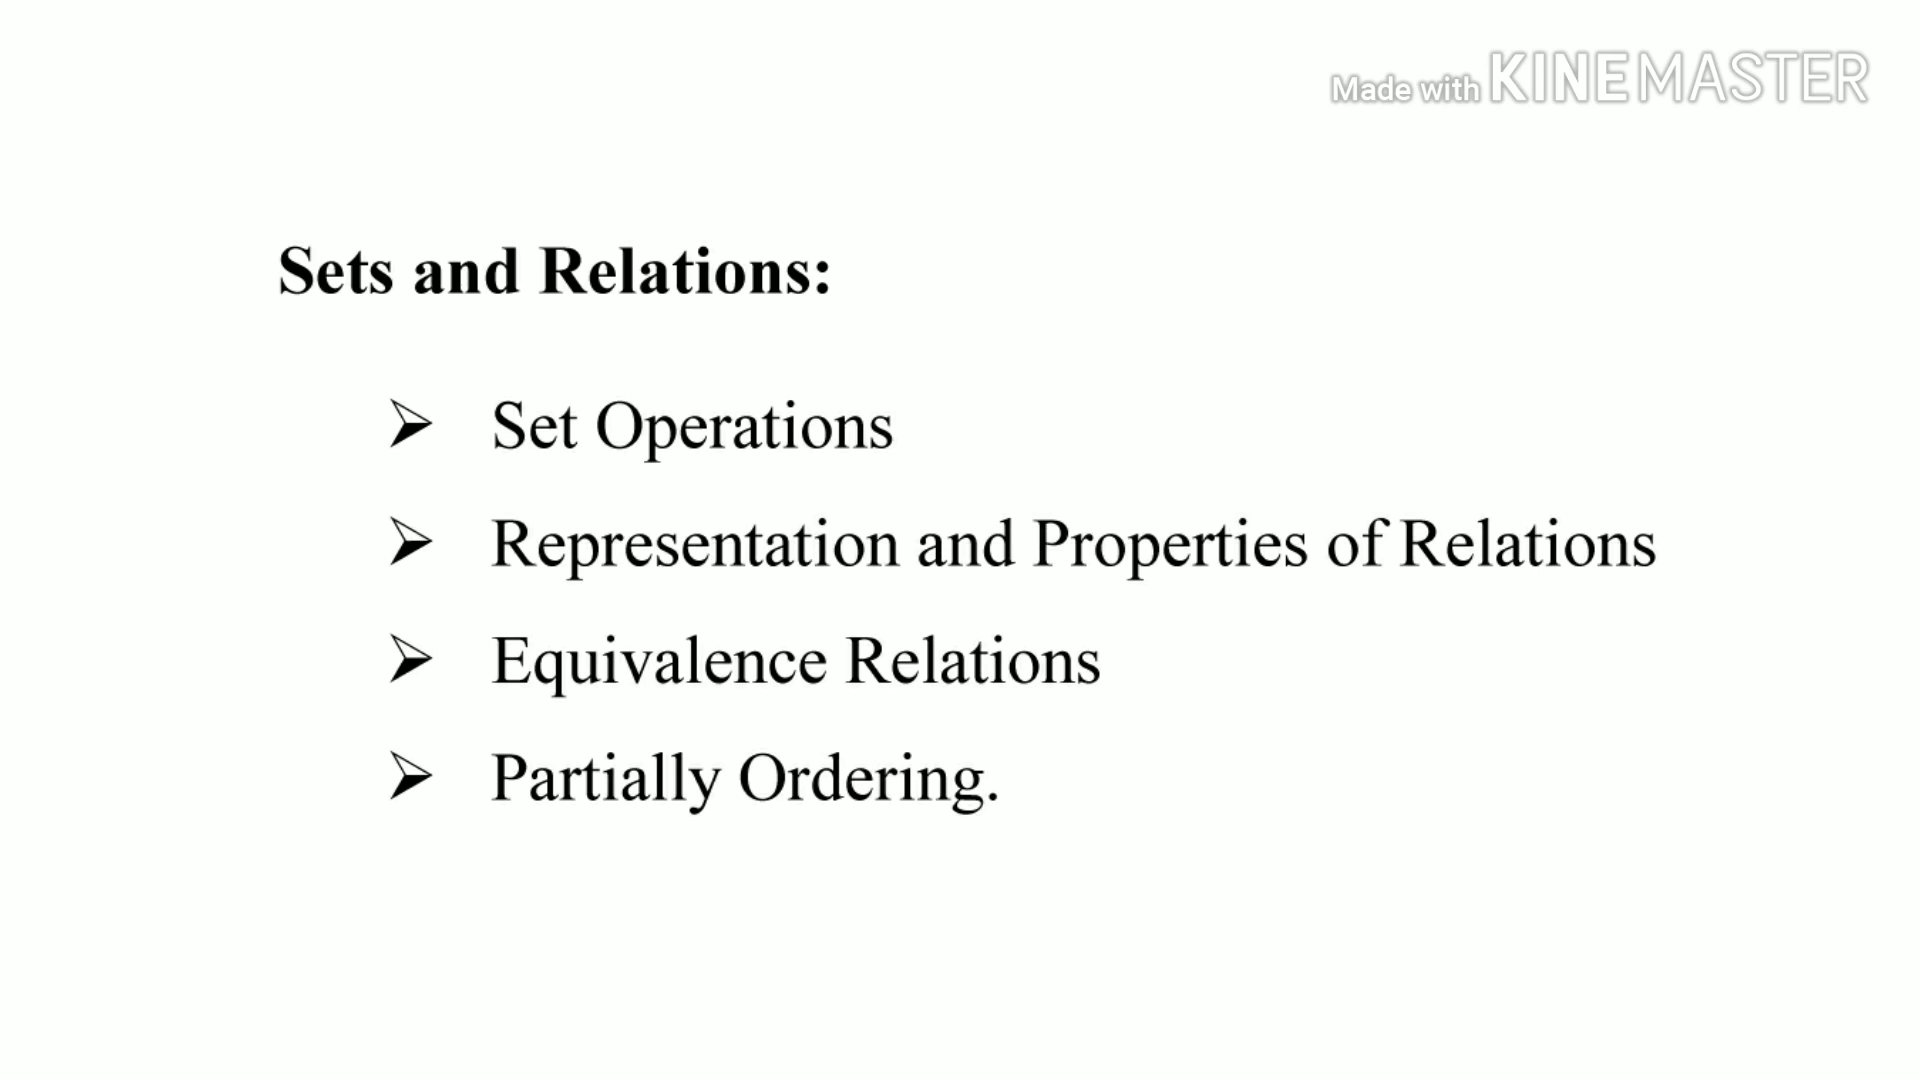 Made with KINEMASTER
Sets and Relations:
➢ Set Operations
➢ Representation and Properties of Relations
➢ Equivalence Relations
➢ Partially Ordering.